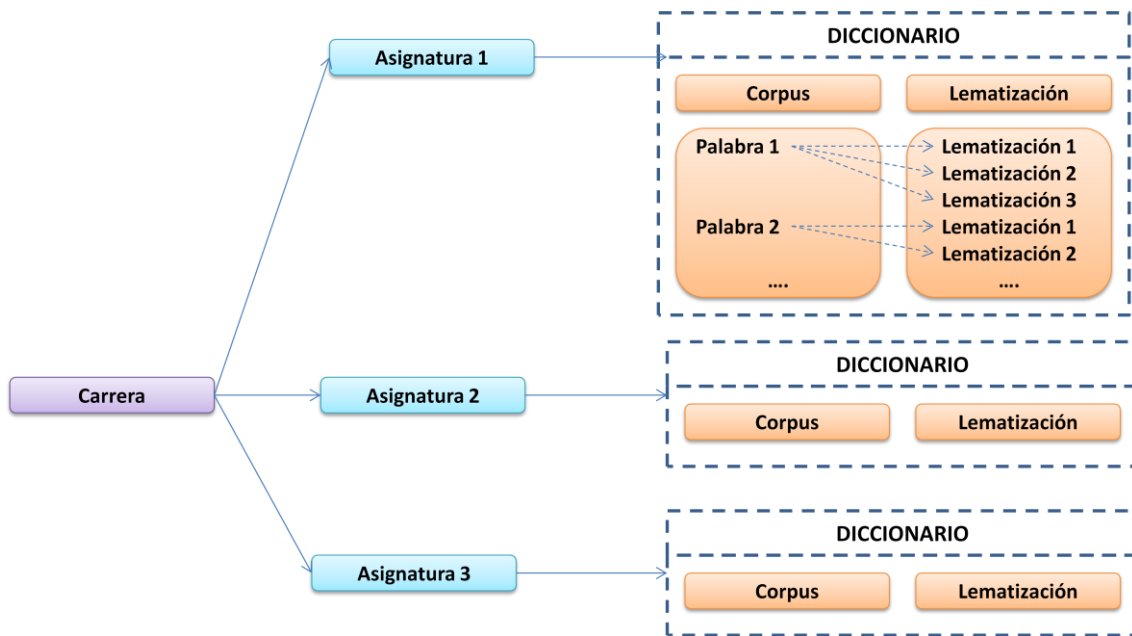 DICCIONARIO
Asignatura 1
Corpus
Lematización
Palabra 1
Lematización 1
Lematización 2
Lematización 3
Palabra 2
Lematización 1
Lematización 2
....
....
DICCIONARIO
Carrera
Asignatura 2
Corpus
Lematización
DICCIONARIO
Asignatura 3
Corpus
Lematización